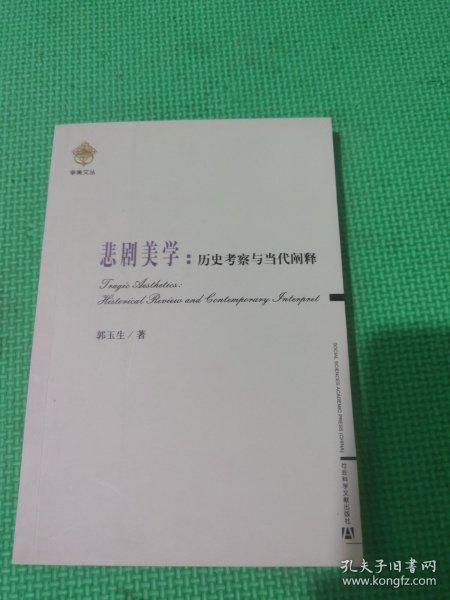 華美文丛
悲剧美学：历史考察与当代阐释
Tragic Aesthetics:
Historical Review and Contemporary Interpret
郭玉生／著
SOCIAL SCIENCES ACADEMIC PRESS (CHINA)
社会科学文献出版社
孔夫子旧书网
www.kongfz.com